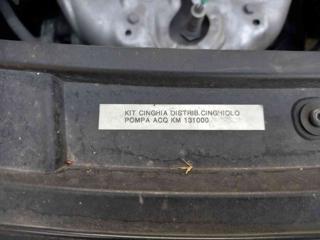 KIT CINGHIA DISTRIB.CINGHIOLO
POMPA ACQ KM 131000